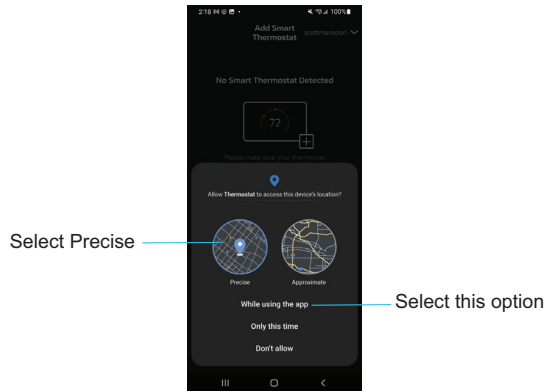 2:18
100%
Add Smart
Thermostat
scottmanson
No Smart Thermostat Detected
72
Please make sure your thermostat
Allow Thermostat to access this device's location?
Select Precise
Precise
Approximate
While using the app
Select this option
Only this time
Don't allow